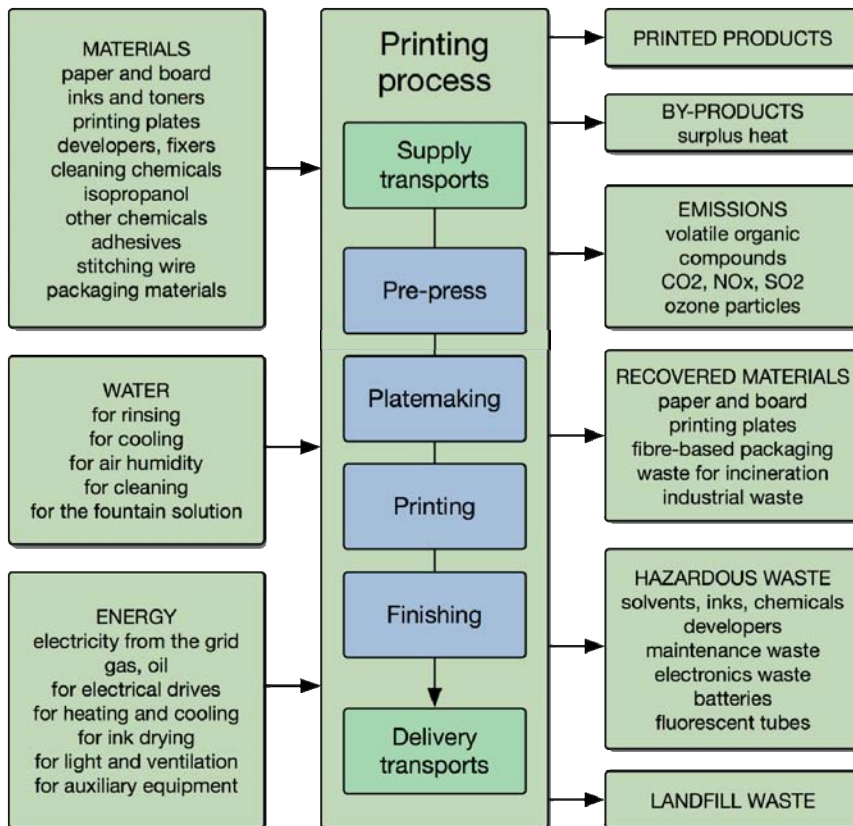 MATERIALS
paper and board
inks and toners
printing plates
developers, fixers
cleaning chemicals
isopropanol
other chemicals
adhesives
stitching wire
packaging materials
WATER
for rinsing
for cooling
for air humidity
for cleaning
for the fountain solution
ENERGY
electricity from the grid
gas, oil
for electrical drives
for heating and cooling
for ink drying
for light and ventilation
for auxiliary equipment
Printing
process
Supply
transports
Pre-press
Platemaking
Printing
Finishing
Delivery
transports
PRINTED PRODUCTS
BY-PRODUCTS
surplus heat
EMISSIONS
volatile organic
compounds
CO2, NOx, SO2
ozone particles
RECOVERED MATERIALS
paper and board
printing plates
fibre-based packaging
waste for incineration
industrial waste
HAZARDOUS WASTE
solvents, inks, chemicals
developers
maintenance waste
electronics waste
batteries
fluorescent tubes
LANDFILL WASTE